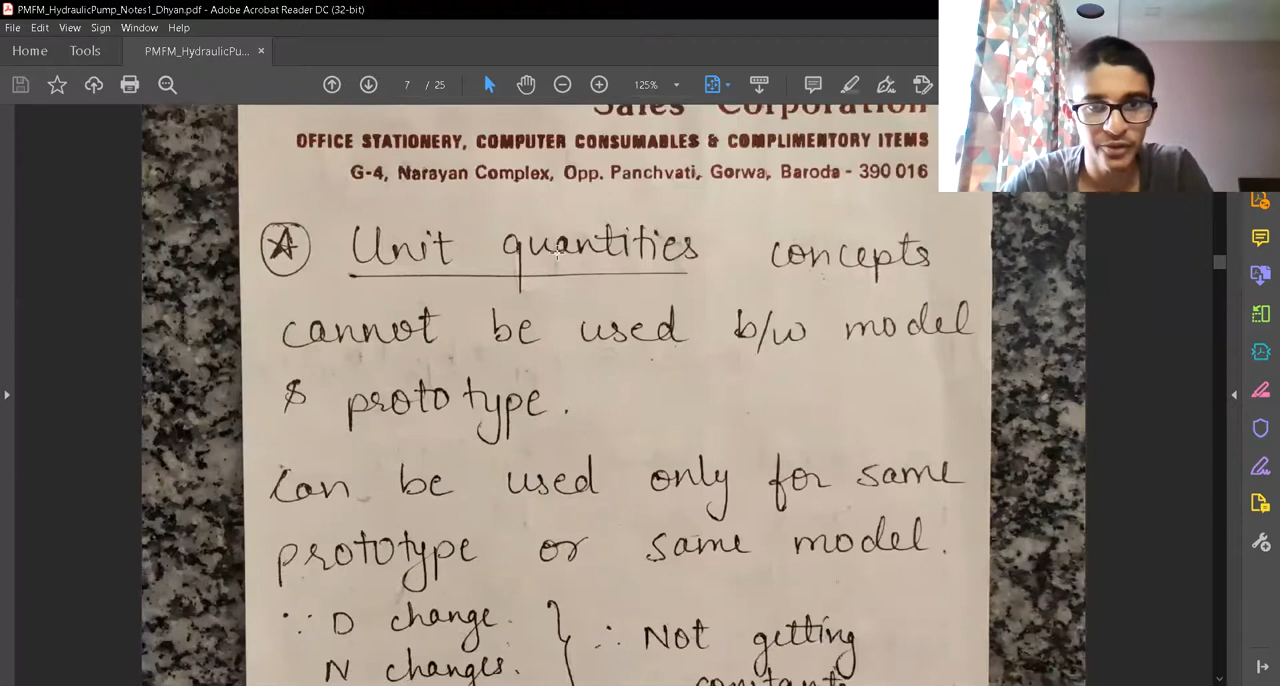 PMFM_HydraulicPump_Notes1_Dhyan.pdf - Adobe Acrobat Reader DC (32-bit)
File Edit View Sign Window Help
Home Tools PMFM_HydraulicPu... ×
7 / 25 125%
Sales Corporation
OFFICE STATIONERY, COMPUTER CONSUMABLES & COMPLIMENTORY ITEMS
G-4, Narayan Complex, Opp. Panchvati, Gorwa, Baroda - 390 016
Unit quantities concepts
cannot be used b/w model
& prototype.
Can be used only for same
prototype or same model.
∵ D change. } ∴ Not getting
N changes. constant